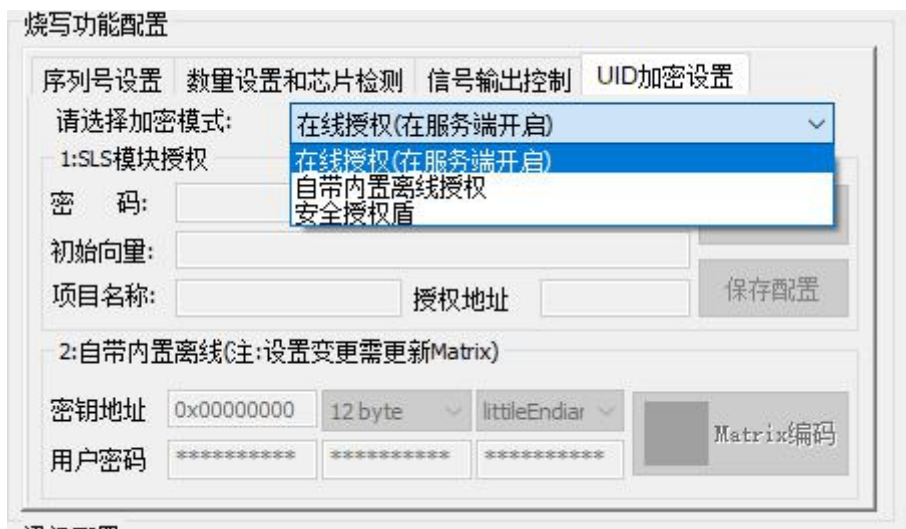 烧写功能配置
序列号设置 数量设置和芯片检测 信号输出控制 UID加密设置
请选择加密模式: 在线授权(在服务端开启)
1:SLS模块授权 在线授权(在服务端开启)
自带内置离线授权
密 码: 安全授权盾
初始向量:
项目名称: 授权地址 保存配置
2:自带内置离线(注:设置变更需更新Matrix)
密钥地址 0x00000000 12 byte littileEndiar
Matrix编码
用户密码 ********** ********** **********